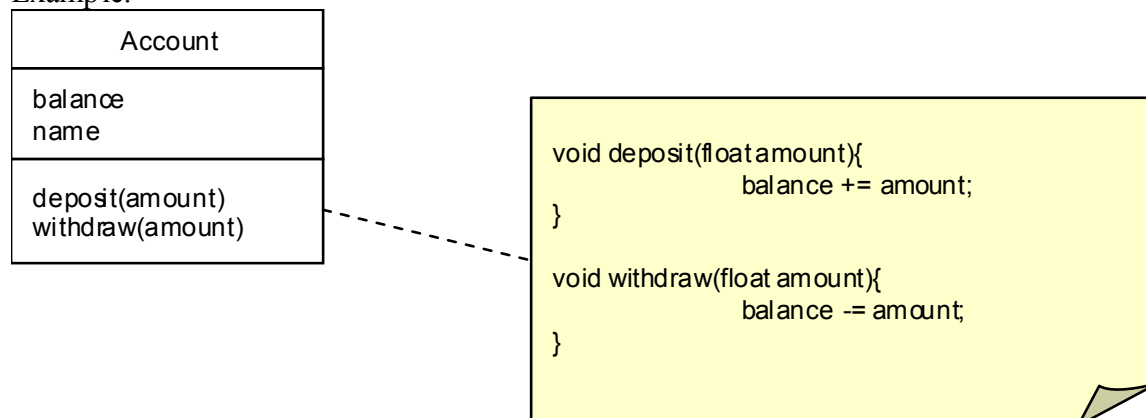 Example:
Account
balance
name
deposit(amount)
withdraw(amount)
void deposit(float amount){
balance += amount;
}
void withdraw(float amount){
balance -= amount;
}